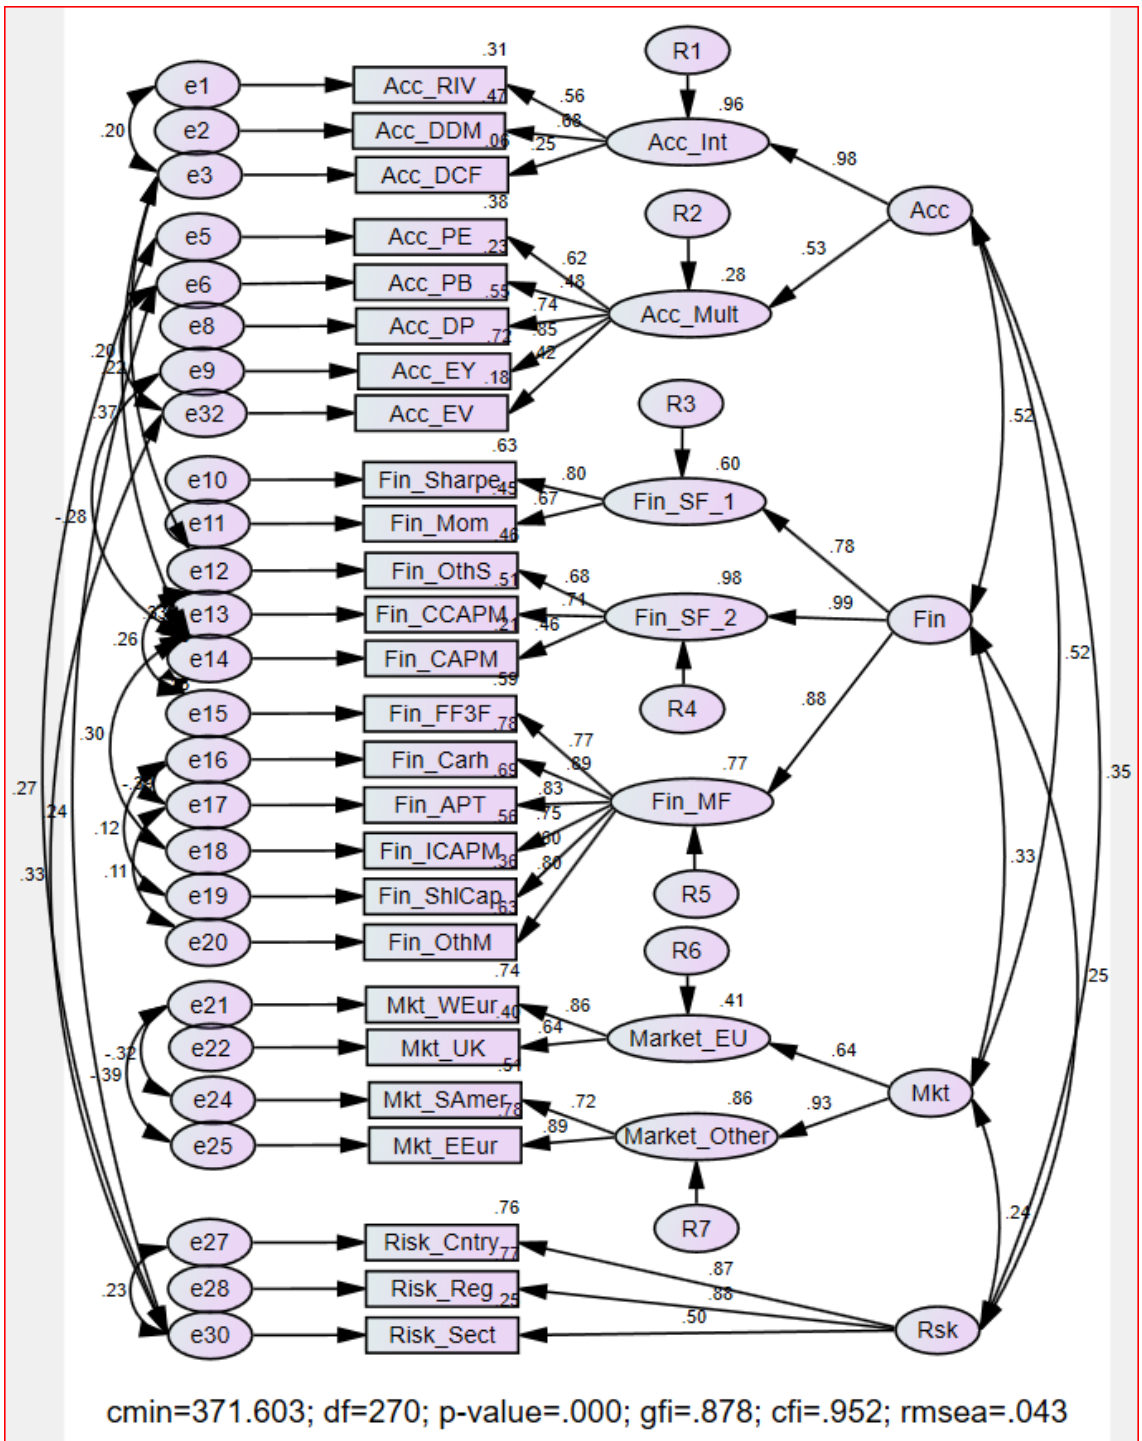 R1
.31
e1
Acc_RIV
.47
.56
.96
e2
Acc_DDM
.06
.68
.25
Acc_Int
.20
e3
Acc_DCF
.98
.38
R2
Acc
e5
Acc_PE
.23
.62
.53
e6
Acc_PB
.55
.48
.28
.74
Acc_Mult
e8
Acc_DP
.72
.85
.20
.22
.42
e9
Acc_EY
.18
.37
e32
Acc_EV
R3
.52
.63
.60
e10
Fin_Sharpe
.45
.80
.67
Fin_SF_1
-.28
e11
Fin_Mom
.46
.78
e12
Fin_OthS
.51
.68
.98
e13
Fin_CCAPM
.21
.71
.46
Fin_SF_2
.99
Fin
.26
e14
Fin_CAPM
.59
.52
R4
.88
e15
Fin_FF3F
.78
.30
.77
.77
e16
Fin_Carh
.69
.89
.35
.27
e17
Fin_APT
.56
.83
.75
Fin_MF
.24
.12
e18
Fin_ICAPM
.36
.80
.33
.11
.33
e19
Fin_ShlCap
.63
R5
e20
Fin_OthM
R6
.74
.25
e21
Mkt_WEur
.40
.86
.41
e22
Mkt_UK
.51
.64
Market_EU
-.32
.64
-.39
e24
Mkt_SAmer
.78
.72
.86
.93
Mkt
e25
Mkt_EEur
.89
Market_Other
.76
R7
.24
e27
Risk_Cntry
.77
.87
.23
e28
Risk_Reg
.25
.88
e30
Risk_Sect
.50
Rsk
cmin=371.603; df=270; p-value=.000; gfi=.878; cfi=.952; rmsea=.043